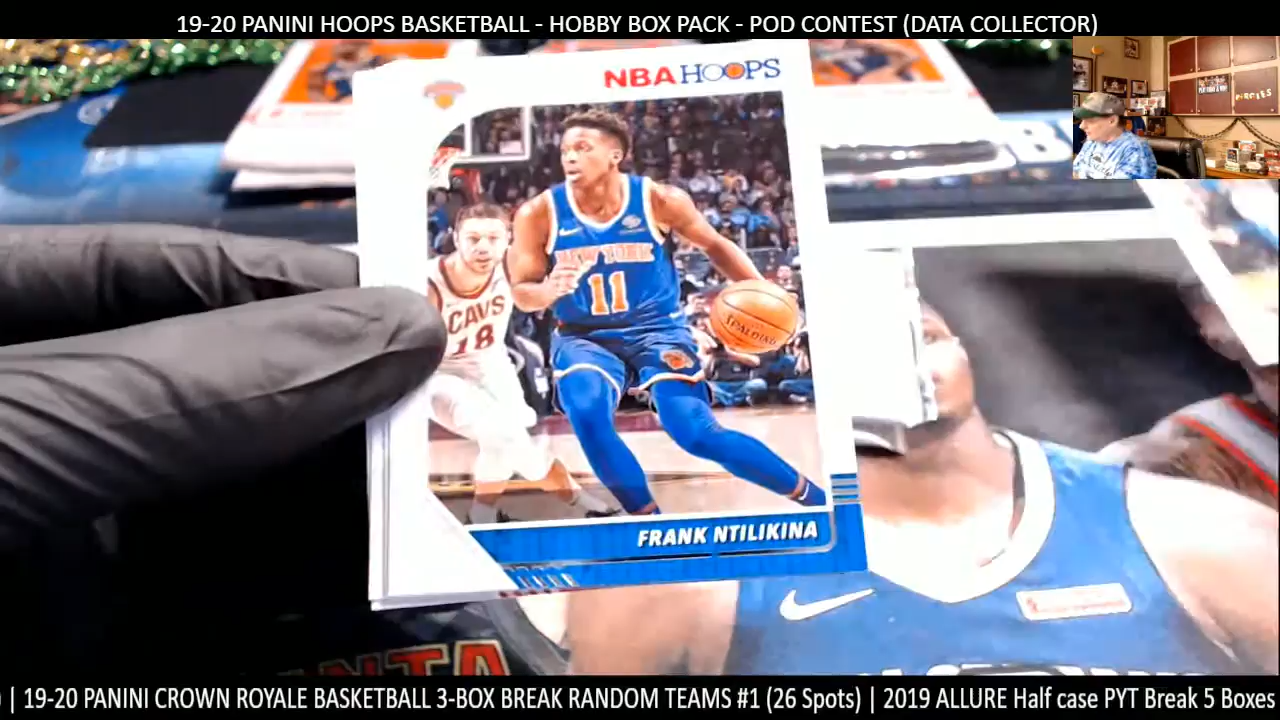 19-20 PANINI HOOPS BASKETBALL - HOBBY BOX PACK - POD CONTEST (DATA COLLECTOR)
NBA HOOPS
NEW YORK
11
CAVS
18
SPALDING
FRANK NTILIKINA
| 19-20 PANINI CROWN ROYALE BASKETBALL 3-BOX BREAK RANDOM TEAMS #1 (26 Spots) | 2019 ALLURE Half case PYT Break 5 Boxes